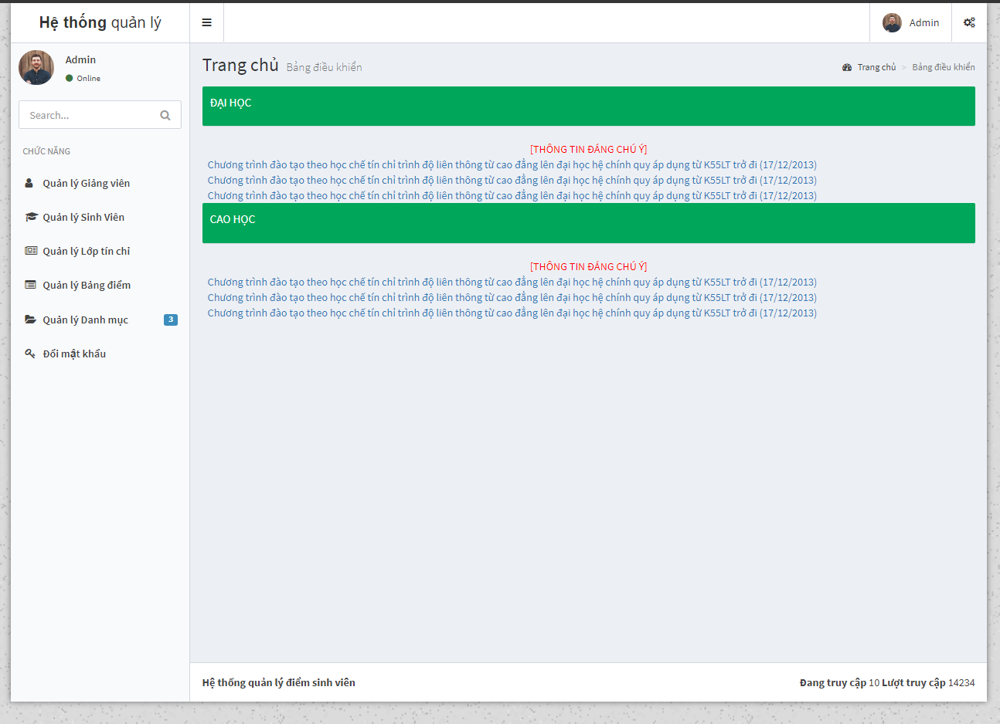 Hệ thống quản lý
Admin
Admin
Online
Search...
CHỨC NĂNG
Quản lý Giảng viên
Quản lý Sinh Viên
Quản lý Lớp tín chỉ
Quản lý Bảng điểm
Quản lý Danh mục 3
Đổi mật khẩu
Trang chủ Bảng điều khiển
Trang chủ > Bảng điều khiển
ĐẠI HỌC
[THÔNG TIN ĐÁNG CHÚ Ý]
Chương trình đào tạo theo học chế tín chỉ trình độ liên thông từ cao đẳng lên đại học hệ chính quy áp dụng từ K55LT trở đi (17/12/2013)
Chương trình đào tạo theo học chế tín chỉ trình độ liên thông từ cao đẳng lên đại học hệ chính quy áp dụng từ K55LT trở đi (17/12/2013)
Chương trình đào tạo theo học chế tín chỉ trình độ liên thông từ cao đẳng lên đại học hệ chính quy áp dụng từ K55LT trở đi (17/12/2013)
CAO HỌC
[THÔNG TIN ĐÁNG CHÚ Ý]
Chương trình đào tạo theo học chế tín chỉ trình độ liên thông từ cao đẳng lên đại học hệ chính quy áp dụng từ K55LT trở đi (17/12/2013)
Chương trình đào tạo theo học chế tín chỉ trình độ liên thông từ cao đẳng lên đại học hệ chính quy áp dụng từ K55LT trở đi (17/12/2013)
Chương trình đào tạo theo học chế tín chỉ trình độ liên thông từ cao đẳng lên đại học hệ chính quy áp dụng từ K55LT trở đi (17/12/2013)
Hệ thống quản lý điểm sinh viên
Đang truy cập 10 Lượt truy cập 14234